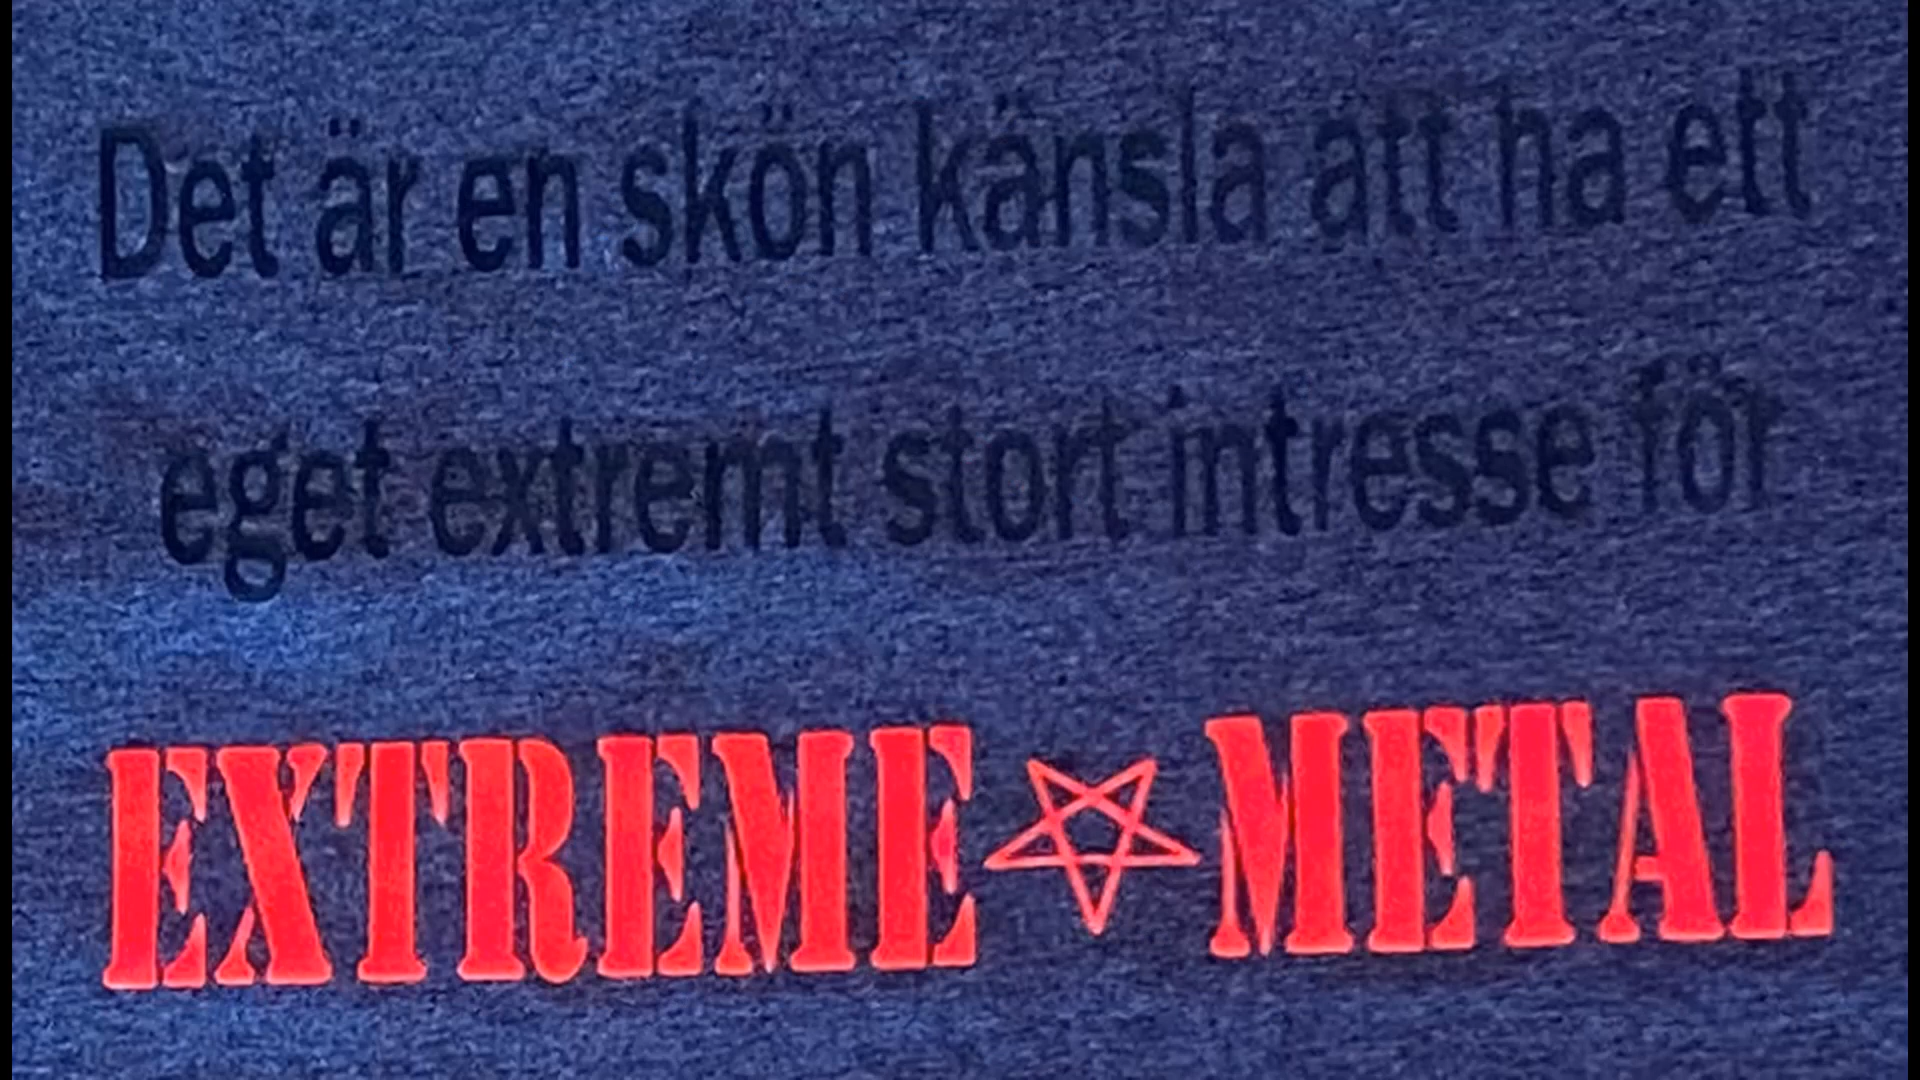 Det är en skön känsla att ha ett
eget extremt stort intresse för
EXTREME METAL